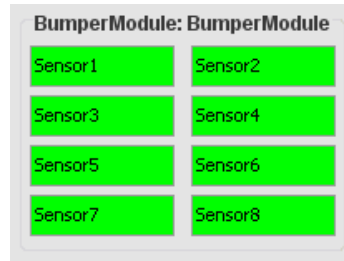 BumperModule: BumperModule
Sensor1 Sensor2
Sensor3 Sensor4
Sensor5 Sensor6
Sensor7 Sensor8